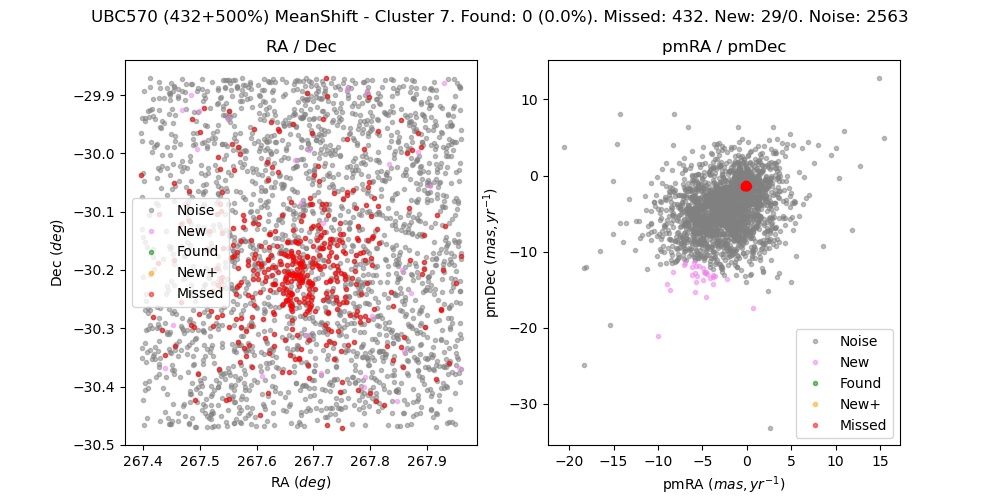 UBC570 (432+500%) MeanShift - Cluster 7. Found: 0 (0.0%). Missed: 432. New: 29/0. Noise: 2563
RA / Dec
−29.9
−30.0
−30.1
−30.2
−30.3
−30.4
−30.5
Dec (deg)
Noise
New
Found
New+
Missed
267.4 267.5 267.6 267.7 267.8 267.9
RA (deg)
pmRA / pmDec
10
0
−10
−20
−30
pmDec (mas, yr⁻¹)
Noise
New
Found
New+
Missed
−20 −15 −10 −5 0 5 10 15
pmRA (mas, yr⁻¹)